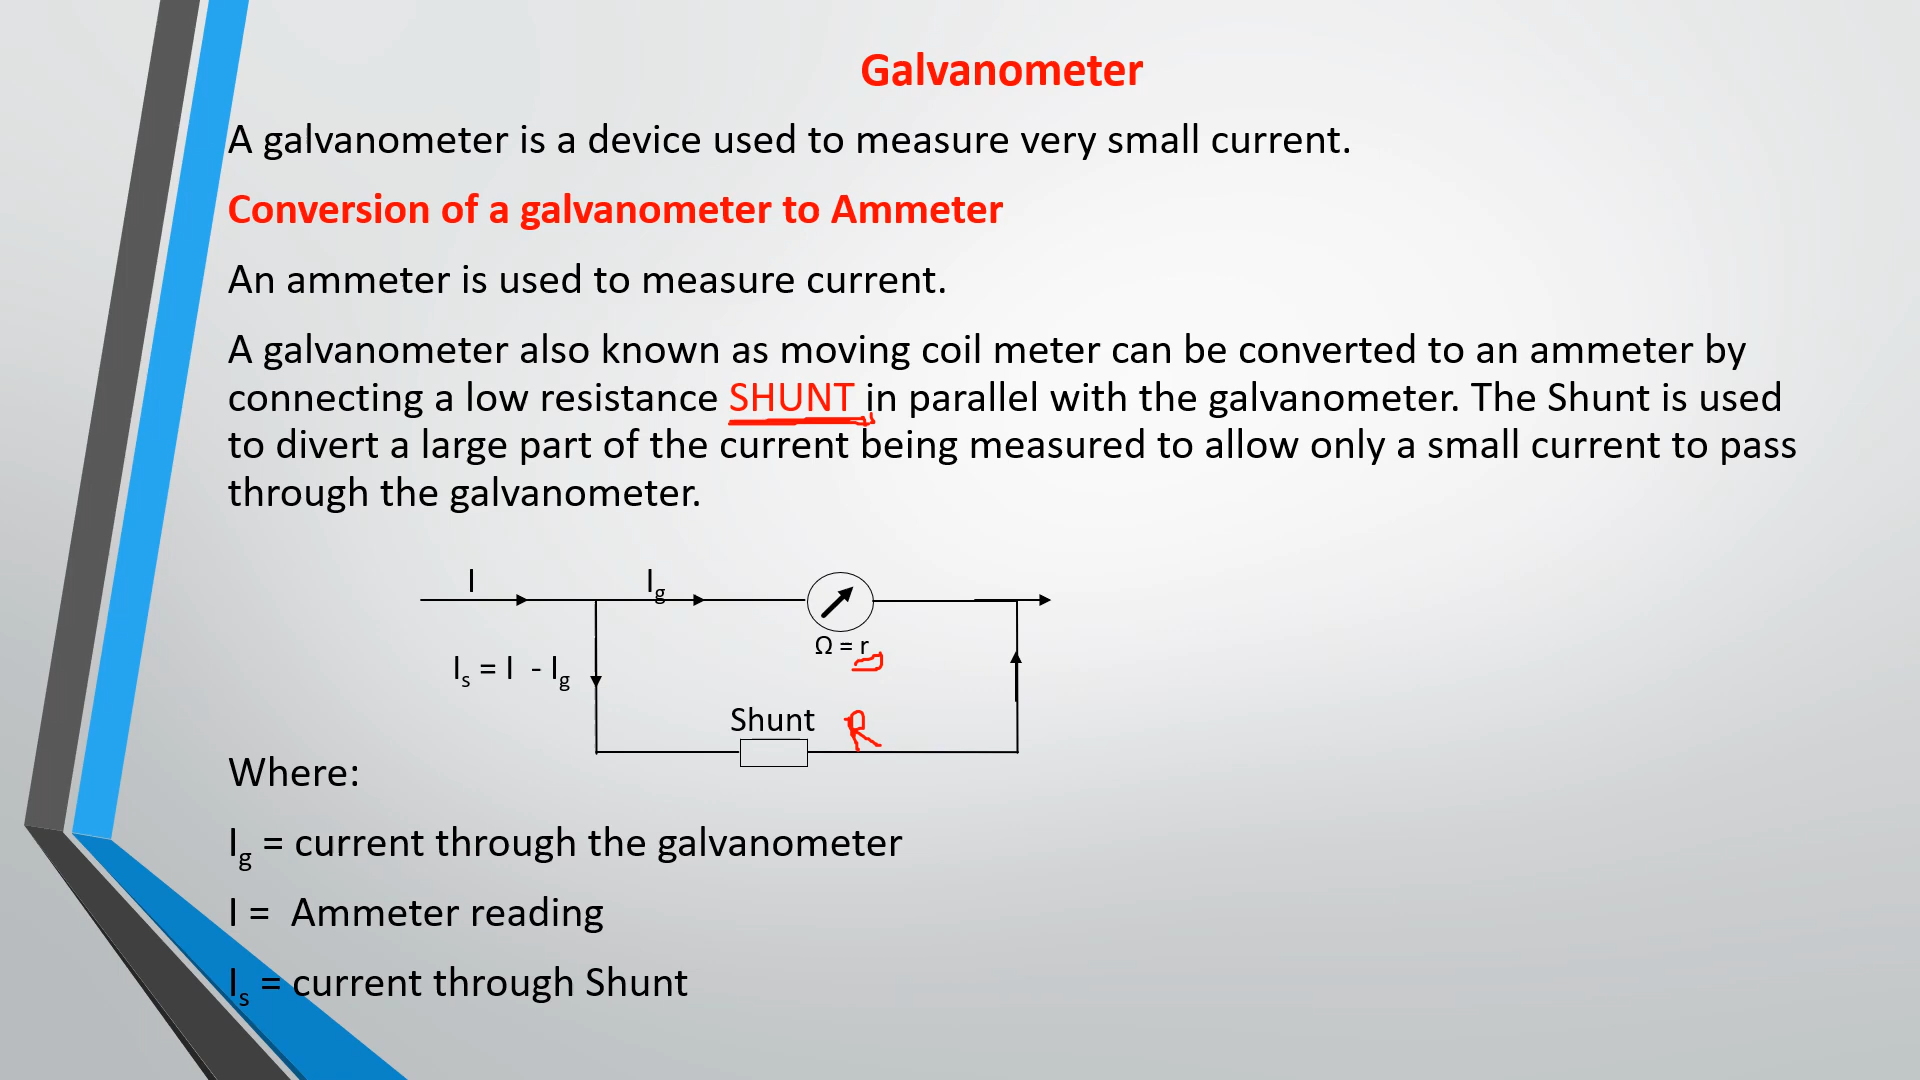 Galvanometer
A galvanometer is a device used to measure very small current.
Conversion of a galvanometer to Ammeter
An ammeter is used to measure current.
A galvanometer also known as moving coil meter can be converted to an ammeter by
connecting a low resistance SHUNT in parallel with the galvanometer. The Shunt is used
to divert a large part of the current being measured to allow only a small current to pass
through the galvanometer.
I
Ig
Ω = r
Is = I - Ig
Shunt R
Where:
Ig = current through the galvanometer
I = Ammeter reading
Is = current through Shunt